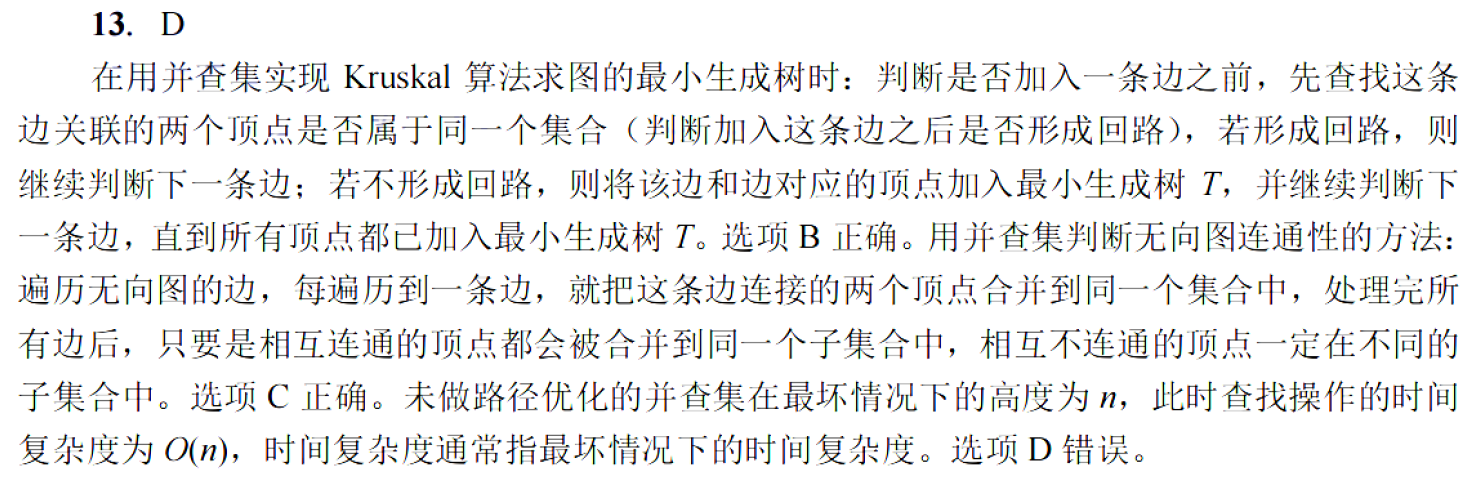 13. D
在用并查集实现 Kruskal 算法求图的最小生成树时：判断是否加入一条边之前，先查找这条
边关联的两个顶点是否属于同一个集合（判断加入这条边之后是否形成回路），若形成回路，则
继续判断下一条边；若不形成回路，则将该边和边对应的顶点加入最小生成树 T，并继续判断下
一条边，直到所有顶点都已加入最小生成树 T。选项 B 正确。用并查集判断无向图连通性的方法：
遍历无向图的边，每遍历到一条边，就把这条边连接的两个顶点合并到同一个集合中，处理完所
有边后，只要是相互连通的顶点都会被合并到同一个子集合中，相互不连通的顶点一定在不同的
子集合中。选项 C 正确。未做路径优化的并查集在最坏情况下的高度为 n，此时查找操作的时间
复杂度为 O(n)，时间复杂度通常指最坏情况下的时间复杂度。选项 D 错误。